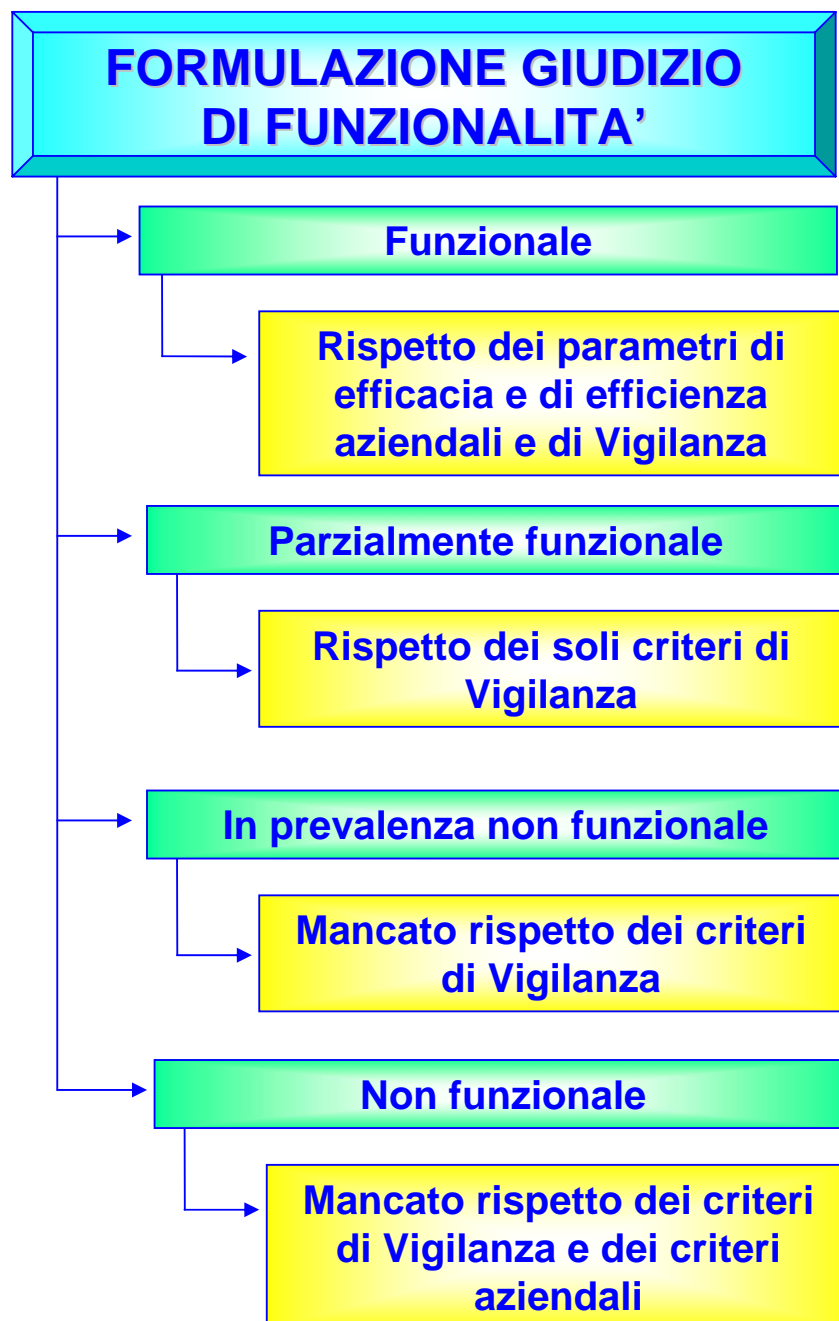 FORMULAZIONE GIUDIZIO
DI FUNZIONALITA’
Funzionale
Rispetto dei parametri di
efficacia e di efficienza
aziendali e di Vigilanza
Parzialmente funzionale
Rispetto dei soli criteri di
Vigilanza
In prevalenza non funzionale
Mancato rispetto dei criteri
di Vigilanza
Non funzionale
Mancato rispetto dei criteri
di Vigilanza e dei criteri
aziendali